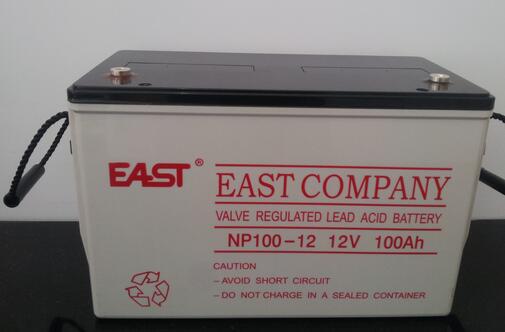 EAST®
EAST COMPANY
VALVE REGULATED LEAD ACID BATTERY
NP100-12 12V 100Ah
CAUTION
- AVOID SHORT CIRCUIT
- DO NOT CHARGE IN A SEALED CONTAINER